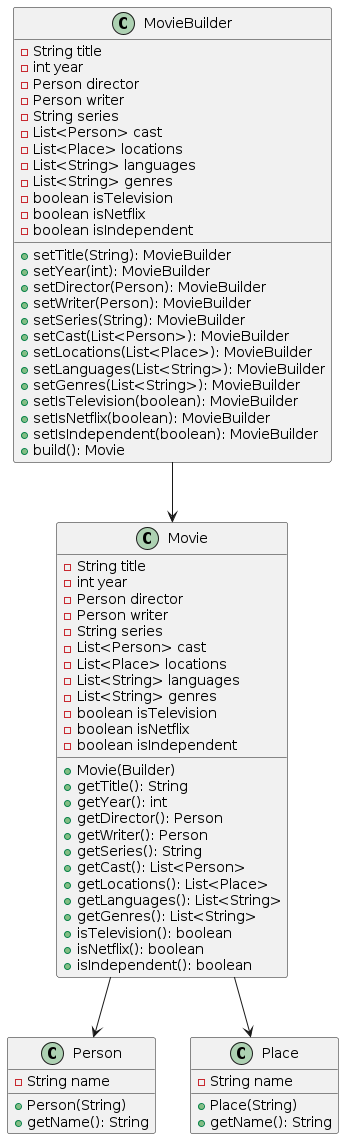 C MovieBuilder
String title
int year
Person director
Person writer
String series
List<Person> cast
List<Place> locations
List<String> languages
List<String> genres
boolean isTelevision
boolean isNetflix
boolean isIndependent
setTitle(String): MovieBuilder
setYear(int): MovieBuilder
setDirector(Person): MovieBuilder
setWriter(Person): MovieBuilder
setSeries(String): MovieBuilder
setCast(List<Person>): MovieBuilder
setLocations(List<Place>): MovieBuilder
setLanguages(List<String>): MovieBuilder
setGenres(List<String>): MovieBuilder
setIsTelevision(boolean): MovieBuilder
setIsNetflix(boolean): MovieBuilder
setIsIndependent(boolean): MovieBuilder
build(): Movie
C Movie
String title
int year
Person director
Person writer
String series
List<Person> cast
List<Place> locations
List<String> languages
List<String> genres
boolean isTelevision
boolean isNetflix
boolean isIndependent
Movie(Builder)
getTitle(): String
getYear(): int
getDirector(): Person
getWriter(): Person
getSeries(): String
getCast(): List<Person>
getLocations(): List<Place>
getLanguages(): List<String>
getGenres(): List<String>
isTelevision(): boolean
isNetflix(): boolean
isIndependent(): boolean
C Person
String name
Person(String)
getName(): String
C Place
String name
Place(String)
getName(): String